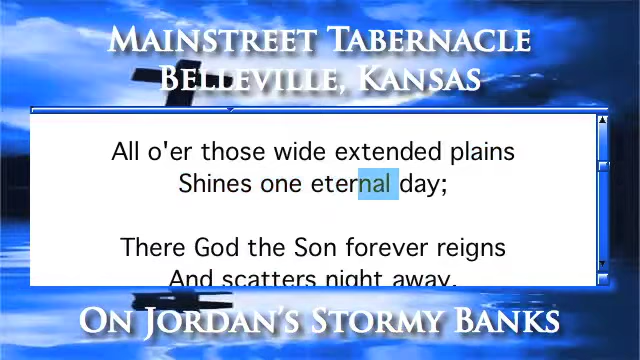 Mainstreet Tabernacle
Belleville, Kansas
All o'er those wide extended plains
Shines one eternal day;
There God the Son forever reigns
And scatters night away.
On Jordan's Stormy Banks